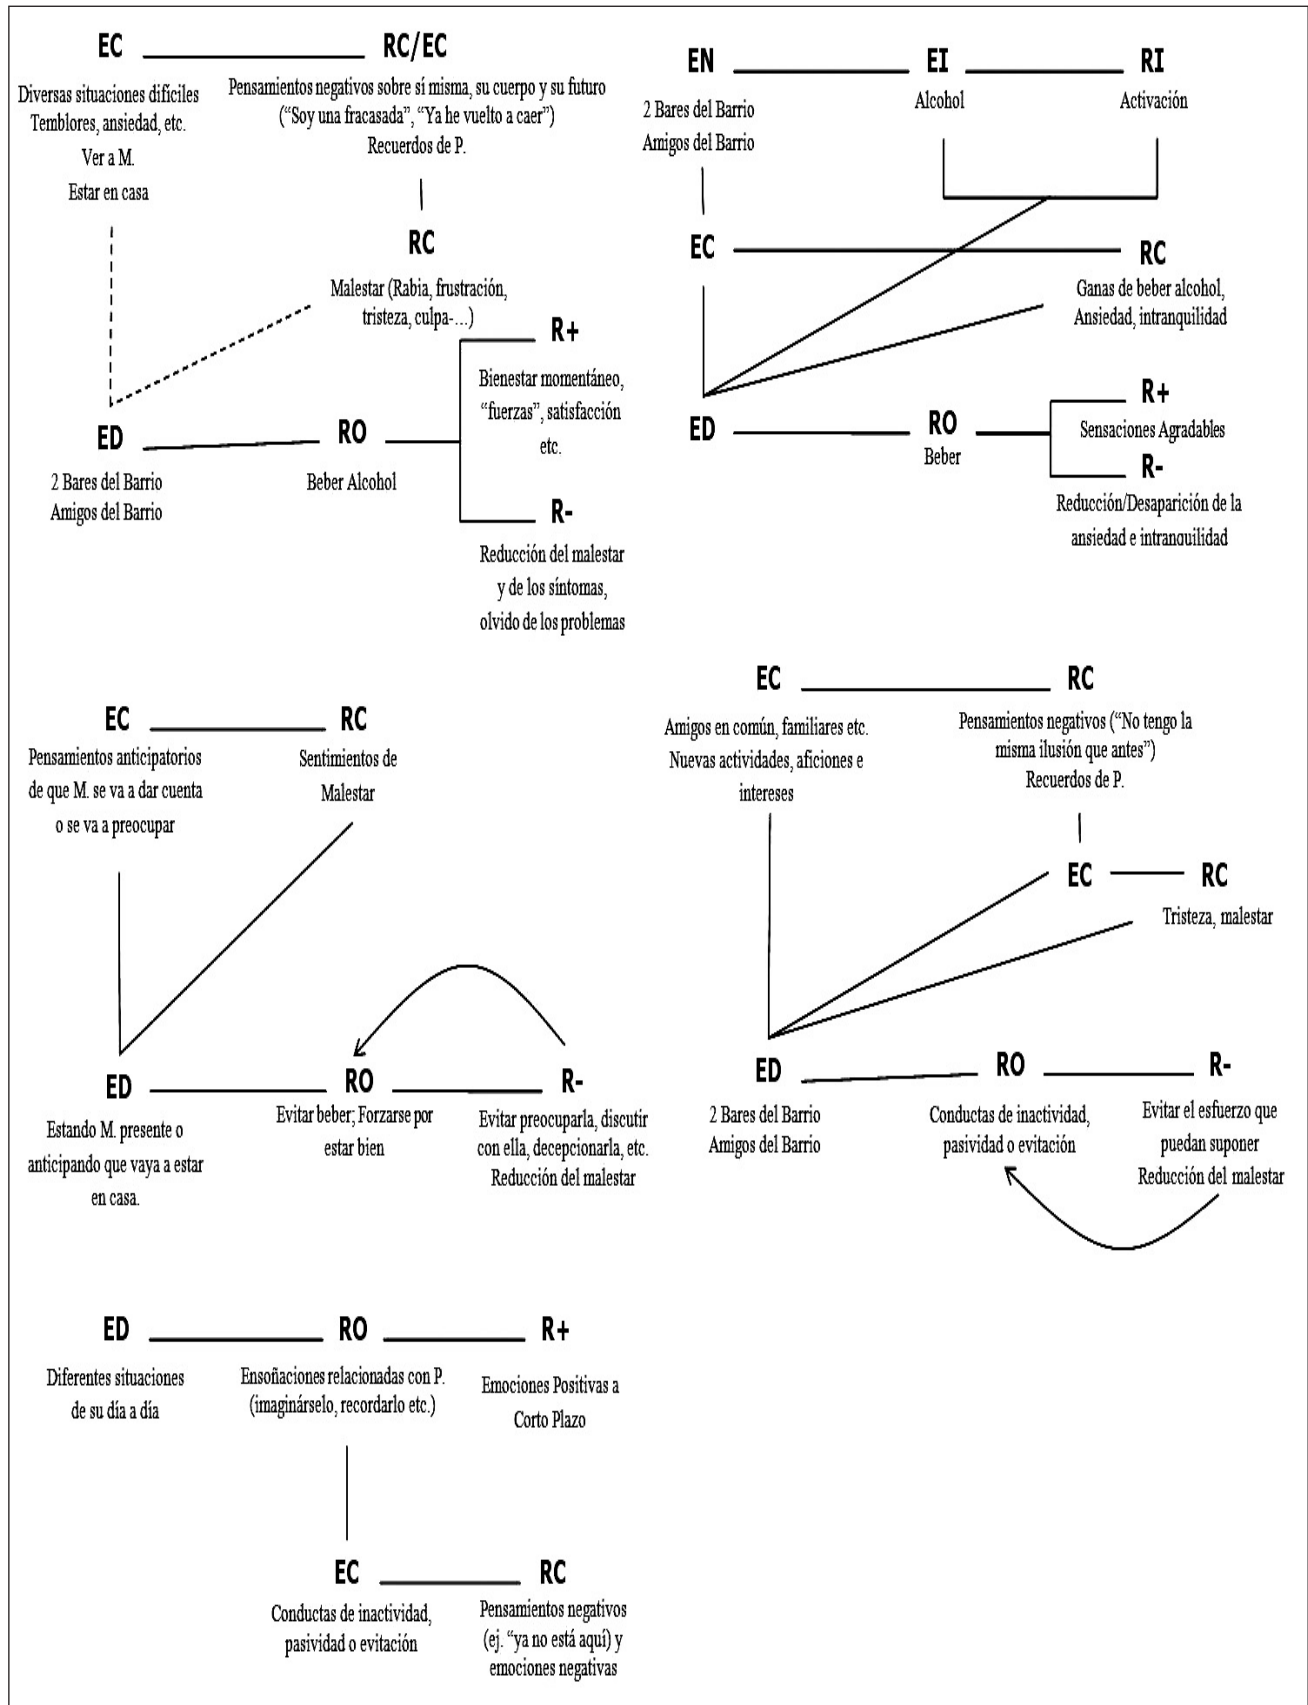 EC
RC/EC
Diversas situaciones difíciles
Temblores, ansiedad, etc.
Ver a M.
Estar en casa
Pensamientos negativos sobre sí misma, su cuerpo y su futuro
(“Soy una fracasada”, “Ya he vuelto a caer”)
Recuerdos de P.
RC
Malestar (Rabia, frustración,
tristeza, culpa-…)
ED
2 Bares del Barrio
Amigos del Barrio
RO
Beber Alcohol
R+
Bienestar momentáneo,
“fuerzas”, satisfacción
etc.
R-
Reducción del malestar
y de los síntomas,
olvido de los problemas
EN
2 Bares del Barrio
Amigos del Barrio
EI
Alcohol
RI
Activación
EC
RC
Ganas de beber alcohol,
Ansiedad, intranquilidad
ED
RO
Beber
R+
Sensaciones Agradables
R-
Reducción/Desaparición de la
ansiedad e intranquilidad
EC
Pensamientos anticipatorios
de que M. se va a dar cuenta
o se va a preocupar
RC
Sentimientos de
Malestar
ED
Estando M. presente o
anticipando que vaya a estar
en casa.
RO
Evitar beber; Forzarse por
estar bien
R-
Evitar preocuparla, discutir
con ella, decepcionarla, etc.
Reducción del malestar
EC
Amigos en común, familiares etc.
Nuevas actividades, aficiones e
intereses
RC
Pensamientos negativos (“No tengo la
misma ilusión que antes”)
Recuerdos de P.
EC
RC
Tristeza, malestar
ED
2 Bares del Barrio
Amigos del Barrio
RO
Conductas de inactividad,
pasividad o evitación
R-
Evitar el esfuerzo que
puedan suponer
Reducción del malestar
ED
Diferentes situaciones
de su día a día
RO
Ensoñaciones relacionadas con P.
(imaginárselo, recordarlo etc.)
R+
Emociones Positivas a
Corto Plazo
EC
Conductas de inactividad,
pasividad o evitación
RC
Pensamientos negativos
(ej. “ya no está aquí) y
emociones negativas